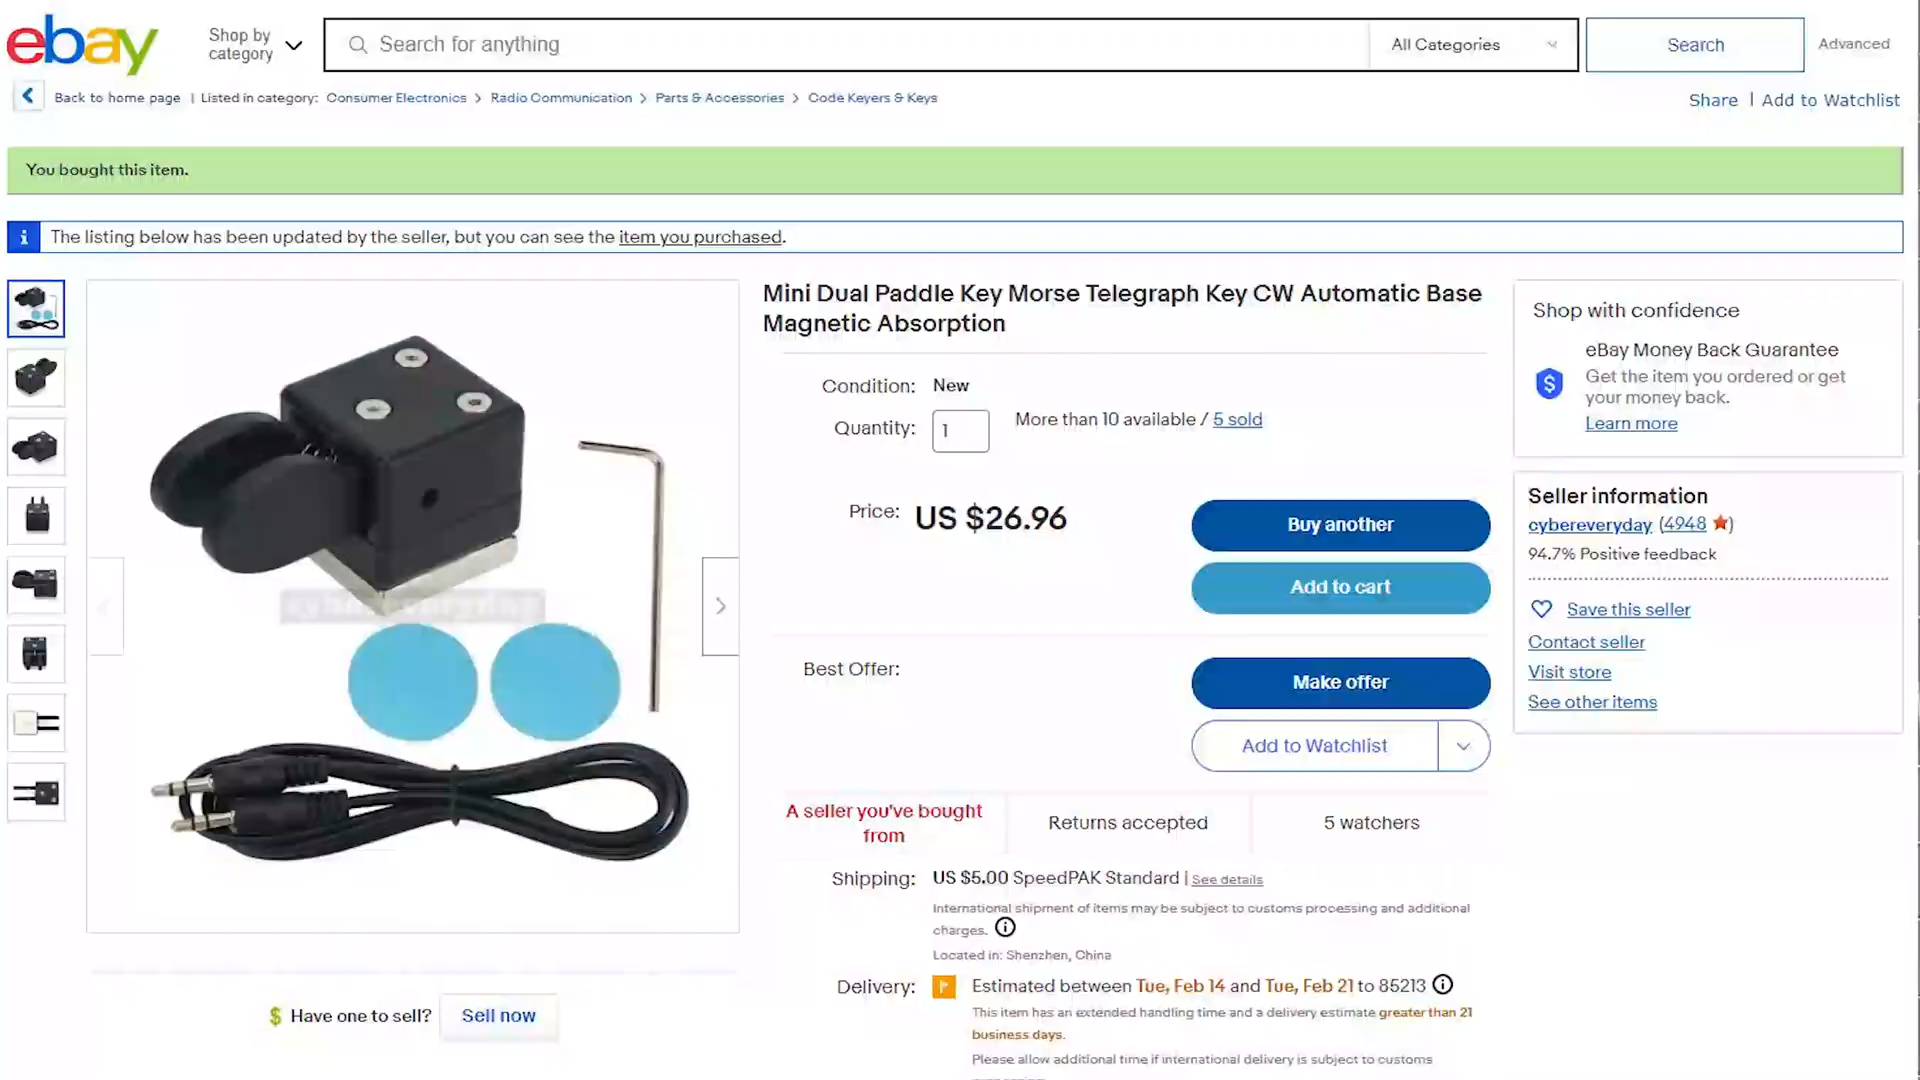 ebay
Shop by
category
Search for anything
All Categories
Search
Advanced
Back to home page | Listed in category: Consumer Electronics > Radio Communication > Parts & Accessories > Code Keyers & Keys
Share | Add to Watchlist
You bought this item.
i The listing below has been updated by the seller, but you can see the item you purchased.
Mini Dual Paddle Key Morse Telegraph Key CW Automatic Base
Magnetic Absorption
Condition: New
Quantity: 1 More than 10 available / 5 sold
Price: US $26.96
Buy another
Add to cart
Best Offer:
Make offer
Add to Watchlist
A seller you've bought
from
Returns accepted
5 watchers
Shipping: US $5.00 SpeedPAK Standard | See details
International shipment of items may be subject to customs processing and additional
charges.
Located in: Shenzhen, China
Delivery: Estimated between Tue, Feb 14 and Tue, Feb 21 to 85213
This item has an extended handling time and a delivery estimate greater than 21
business days.
Please allow additional time if international delivery is subject to customs
Shop with confidence
eBay Money Back Guarantee
Get the item you ordered or get
your money back.
Learn more
Seller information
cybereveryday (4948)
94.7% Positive feedback
Save this seller
Contact seller
Visit store
See other items
cybereveryday
$ Have one to sell? Sell now